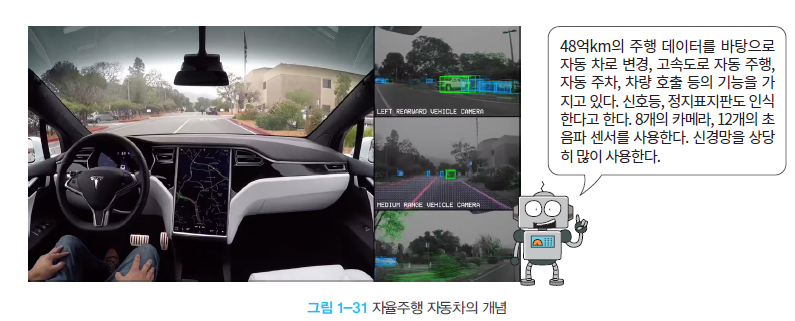 48억km의 주행 데이터를 바탕으로
자동 차로 변경, 고속도로 자동 주행,
자동 주차, 차량 호출 등의 기능을 가
지고 있다. 신호등, 정지표지판도 인식
한다고 한다. 8개의 카메라, 12개의 초
음파 센서를 사용한다. 신경망을 상당
히 많이 사용한다.
LEFT REARWARD VEHICLE CAMERA
MEDIUM RANGE VEHICLE CAMERA
그림 1-31 자율주행 자동차의 개념